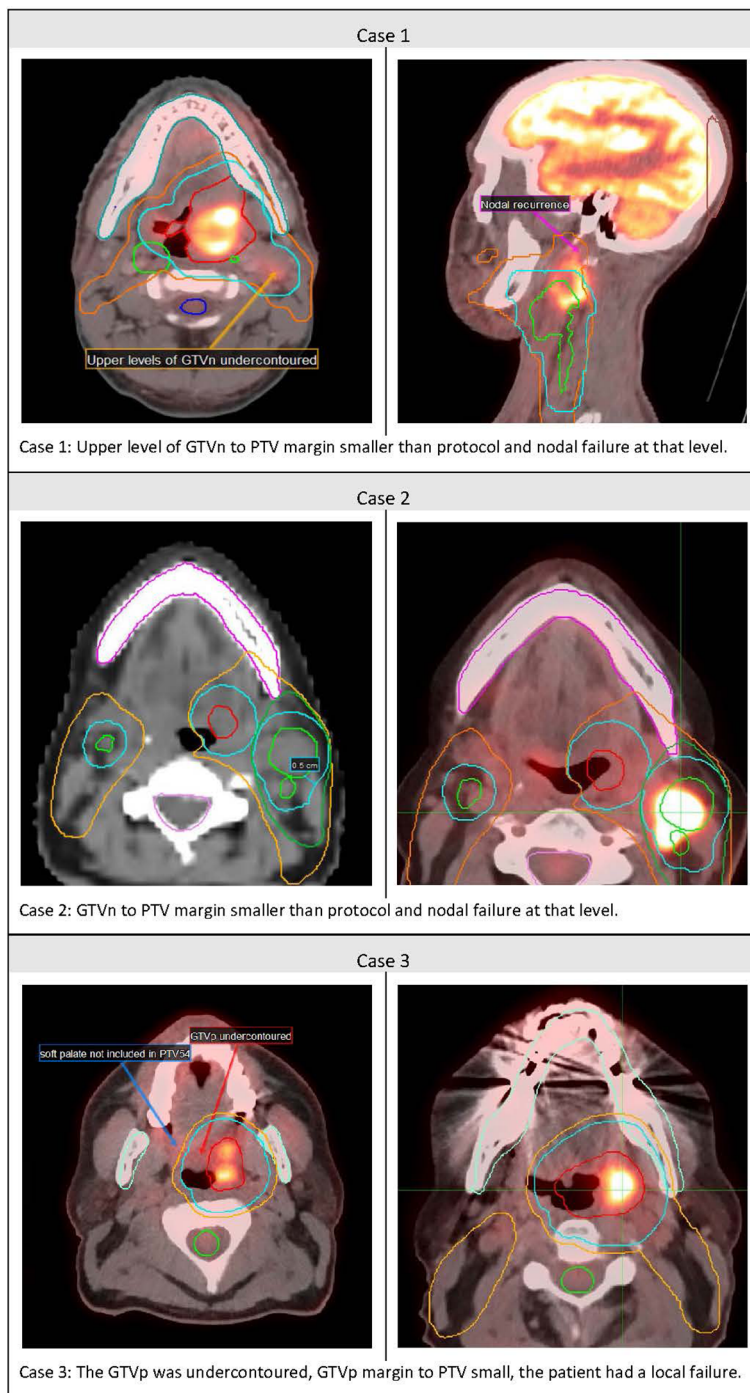 Case 1
Nodal recurrence
Upper levels of GTVn undercontoured
Case 1: Upper level of GTVn to PTV margin smaller than protocol and nodal failure at that level.
Case 2
0.5 cm
Case 2: GTVn to PTV margin smaller than protocol and nodal failure at that level.
Case 3
GTVp undercontoured
soft palate not included in PTV54
Case 3: The GTVp was undercontoured, GTVp margin to PTV small, the patient had a local failure.